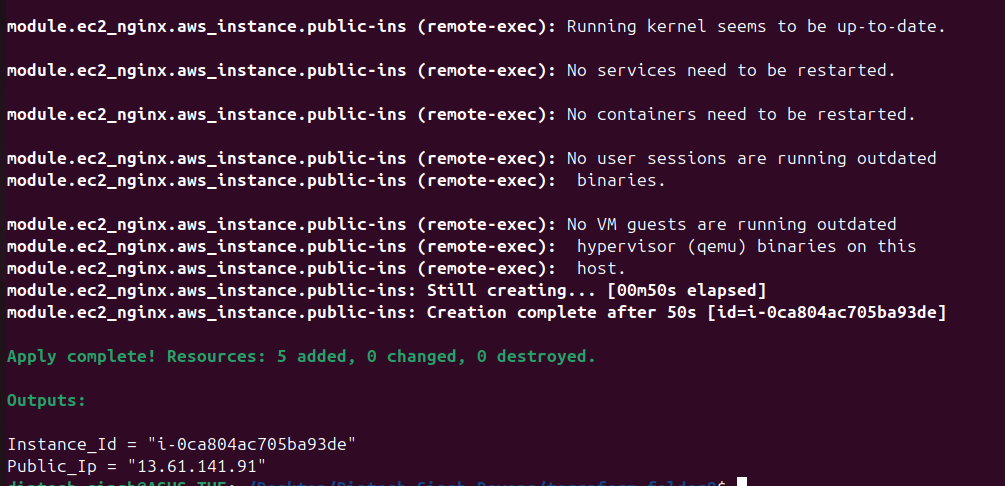 module.ec2_nginx.aws_instance.public-ins (remote-exec): Running kernel seems to be up-to-date.
module.ec2_nginx.aws_instance.public-ins (remote-exec): No services need to be restarted.
module.ec2_nginx.aws_instance.public-ins (remote-exec): No containers need to be restarted.
module.ec2_nginx.aws_instance.public-ins (remote-exec): No user sessions are running outdated
module.ec2_nginx.aws_instance.public-ins (remote-exec):  binaries.
module.ec2_nginx.aws_instance.public-ins (remote-exec): No VM guests are running outdated
module.ec2_nginx.aws_instance.public-ins (remote-exec):  hypervisor (qemu) binaries on this
module.ec2_nginx.aws_instance.public-ins (remote-exec):  host.
module.ec2_nginx.aws_instance.public-ins: Still creating... [00m50s elapsed]
module.ec2_nginx.aws_instance.public-ins: Creation complete after 50s [id=i-0ca804ac705ba93de]
Apply complete! Resources: 5 added, 0 changed, 0 destroyed.
Outputs:
Instance_Id = "i-0ca804ac705ba93de"
Public_Ip = "13.61.141.91"